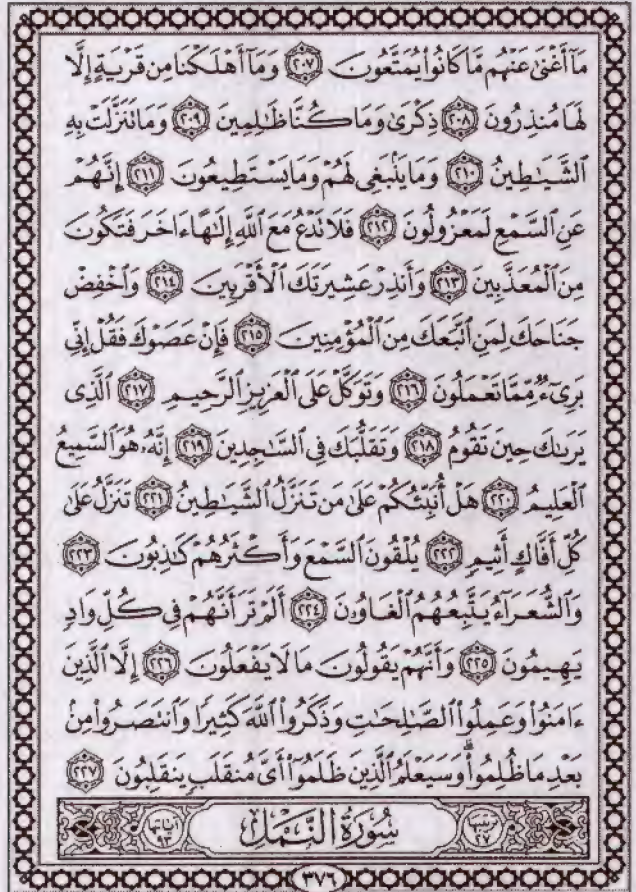 مَآ أَغْنَىٰ عَنْهُم مَّا كَانُوا۟ يُمَتَّعُونَ ٢٠٧ وَمَآ أَهْلَكْنَا مِن قَرْيَةٍ إِلَّا
لَهَا مُنذِرُونَ ٢٠٨ ذِكْرَىٰ وَمَا كُنَّا ظَـٰلِمِينَ ٢٠٩ وَمَا تَنَزَّلَتْ بِهِ
ٱلشَّيَـٰطِينُ ٢١٠ وَمَا يَنۢبَغِى لَهُمْ وَمَا يَسْتَطِيعُونَ ٢١١ إِنَّهُمْ
عَنِ ٱلسَّمْعِ لَمَعْزُولُونَ ٢١٢ فَلَا تَدْعُ مَعَ ٱللَّهِ إِلَـٰهًا ءَاخَرَ فَتَكُونَ
مِنَ ٱلْمُعَذَّبِينَ ٢١٣ وَأَنذِرْ عَشِيرَتَكَ ٱلْأَقْرَبِينَ ٢١٤ وَٱخْفِضْ
جَنَاحَكَ لِمَنِ ٱتَّبَعَكَ مِنَ ٱلْمُؤْمِنِينَ ٢١٥ فَإِنْ عَصَوْكَ فَقُلْ إِنِّى
بَرِىٓءٌ مِّمَّا تَعْمَلُونَ ٢١٦ وَتَوَكَّلْ عَلَى ٱلْعَزِيزِ ٱلرَّحِيمِ ٢١٧ ٱلَّذِى
يَرَىٰكَ حِينَ تَقُومُ ٢١٨ وَتَقَلُّبَكَ فِى ٱلسَّـٰجِدِينَ ٢١٩ إِنَّهُۥ هُوَ ٱلسَّمِيعُ
ٱلْعَلِيمُ ٢٢٠ هَلْ أُنَبِّئُكُمْ عَلَىٰ مَن تَنَزَّلُ ٱلشَّيَـٰطِينُ ٢٢١ تَنَزَّلُ عَلَىٰ
كُلِّ أَفَّاكٍ أَثِيمٍ ٢٢٢ يُلْقُونَ ٱلسَّمْعَ وَأَكْثَرُهُمْ كَـٰذِبُونَ ٢٢٣
وَٱلشُّعَرَآءُ يَتَّبِعُهُمُ ٱلْغَاوُۥنَ ٢٢٤ أَلَمْ تَرَ أَنَّهُمْ فِى كُلِّ وَادٍ
يَهِيمُونَ ٢٢٥ وَأَنَّهُمْ يَقُولُونَ مَا لَا يَفْعَلُونَ ٢٢٦ إِلَّا ٱلَّذِينَ
ءَامَنُوا۟ وَعَمِلُوا۟ ٱلصَّـٰلِحَـٰتِ وَذَكَرُوا۟ ٱللَّهَ كَثِيرًا وَٱنتَصَرُوا۟ مِنۢ
بَعْدِ مَا ظُلِمُوا۟ ۗ وَسَيَعْلَمُ ٱلَّذِينَ ظَلَمُوٓا۟ أَىَّ مُنقَلَبٍ يَنقَلِبُونَ ٢٢٧
ترتيبها ٢٧ سُورَةُ النَّمْلِ آياتها ٩٣
٣٧٦